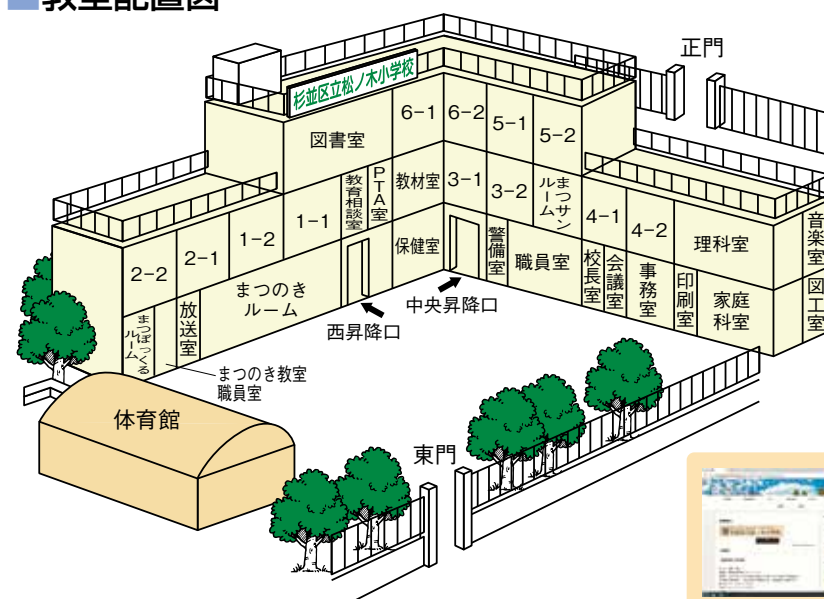 ■教室配置図
正門
杉並区立松ノ木小学校
図書室
6-1
6-2
5-1
5-2
2-2
2-1
1-2
1-1
教育相談室
PTA室
教材室
3-1
3-2
まつサンルーム
4-1
4-2
理科室
音楽室
まつぼっくるルーム
放送室
まつのき
ルーム
保健室
警備室
職員室
校長室
会議室
事務室
印刷室
家庭
科室
図工室
西昇降口
中央昇降口
まつのき教室
職員室
体育館
東門